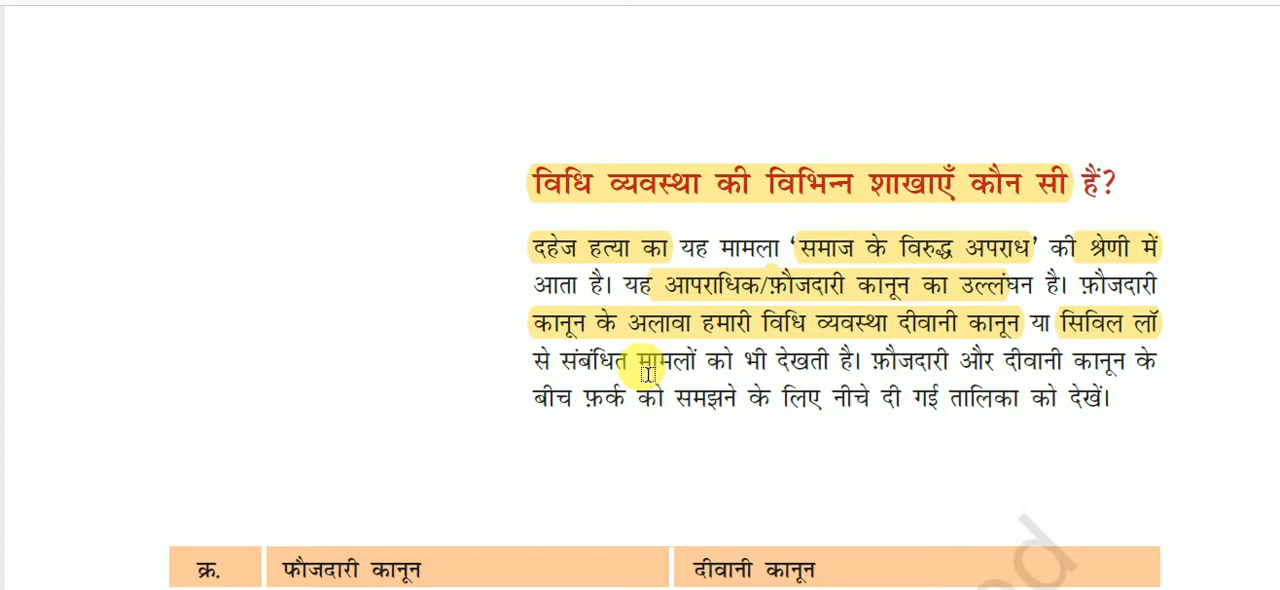 विधि व्यवस्था की विभिन्न शाखाएँ कौन सी हैं?
दहेज हत्या का यह मामला ‘समाज के विरुद्ध अपराध’ की श्रेणी में
आता है। यह आपराधिक/फ़ौजदारी कानून का उल्लंघन है। फ़ौजदारी
कानून के अलावा हमारी विधि व्यवस्था दीवानी कानून या सिविल लॉ
से संबंधित मामलों को भी देखती है। फ़ौजदारी और दीवानी कानून के
बीच फ़र्क को समझने के लिए नीचे दी गई तालिका को देखें।
क्र. फौजदारी कानून दीवानी कानून